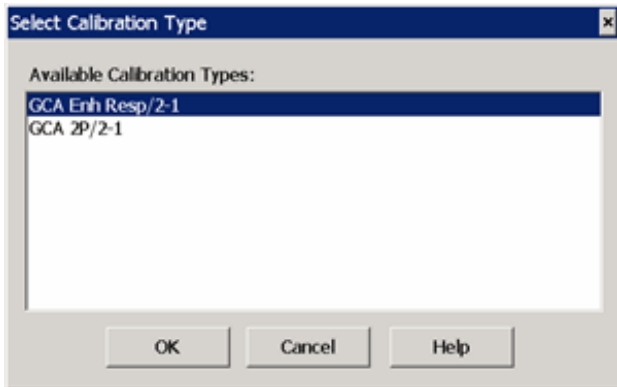 Select Calibration Type
Available Calibration Types:
GCA Enh Resp/2-1
GCA 2P/2-1
OK Cancel Help